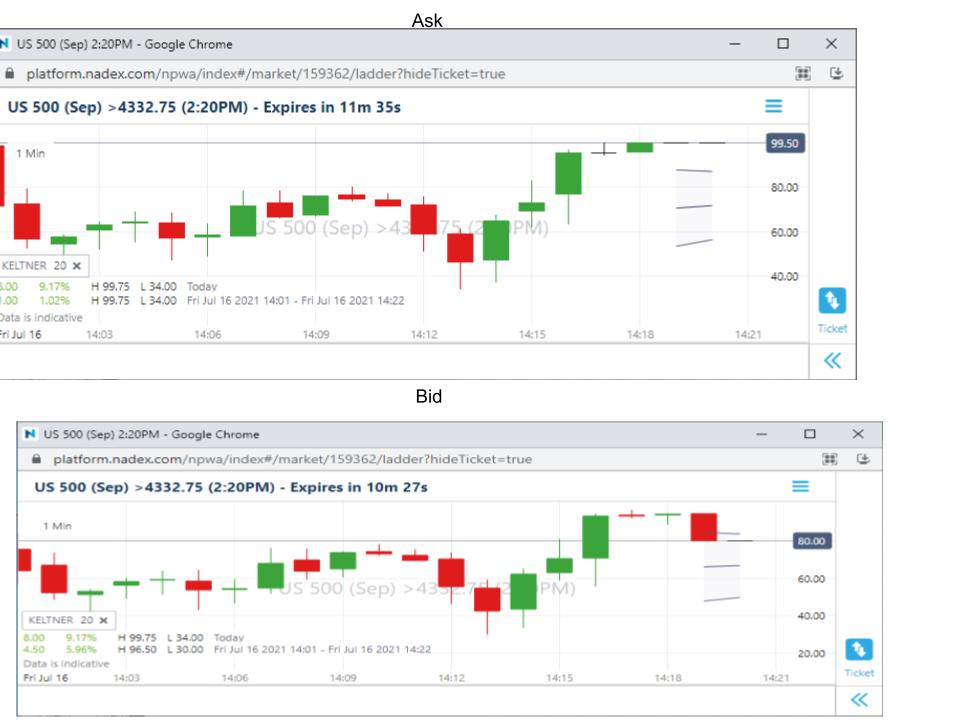 Ask
US 500 (Sep) 2:20PM - Google Chrome
platform.nadex.com/npwa/index#/market/159362/ladder?hideTicket=true
US 500 (Sep) >4332.75 (2:20PM) - Expires in 11m 35s
1 Min
99.50
80.00
60.00
40.00
US 500 (Sep) >4332.75 (2:20PM)
KELTNER 20 ×
8.00 9.17% H 99.75 L 34.00 Today
1.00 1.02% H 99.75 L 34.00 Fri Jul 16 2021 14:01 - Fri Jul 16 2021 14:22
Data is indicative
Fri Jul 16 14:03 14:06 14:09 14:12 14:15 14:18 14:21
Ticket
Bid
US 500 (Sep) 2:20PM - Google Chrome
platform.nadex.com/npwa/index#/market/159362/ladder?hideTicket=true
US 500 (Sep) >4332.75 (2:20PM) - Expires in 10m 27s
1 Min
80.00
60.00
40.00
20.00
US 500 (Sep) >4332.75 (2:20PM)
KELTNER 20 ×
8.00 9.17% H 99.75 L 34.00 Today
4.50 5.96% H 96.50 L 30.00 Fri Jul 16 2021 14:01 - Fri Jul 16 2021 14:22
Data is indicative
Fri Jul 16 14:03 14:06 14:09 14:12 14:15 14:18 14:21
Ticket